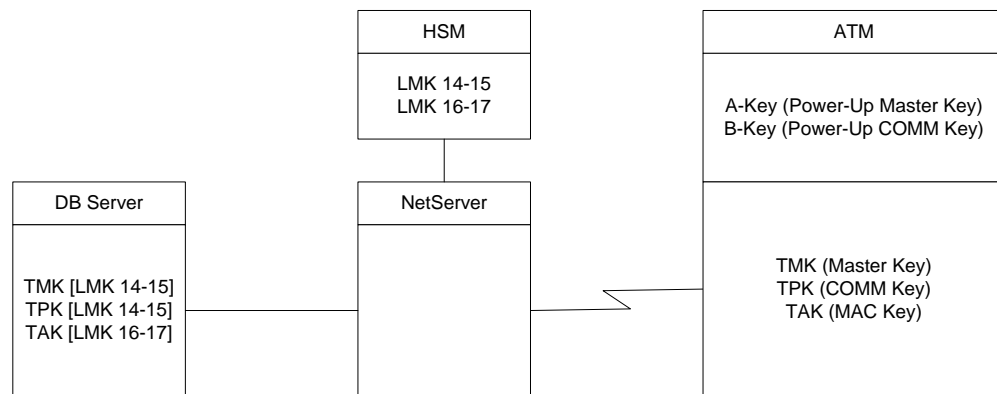 HSM
LMK 14-15
LMK 16-17
ATM
A-Key (Power-Up Master Key)
B-Key (Power-Up COMM Key)
DB Server
TMK [LMK 14-15]
TPK [LMK 14-15]
TAK [LMK 16-17]
NetServer
TMK (Master Key)
TPK (COMM Key)
TAK (MAC Key)